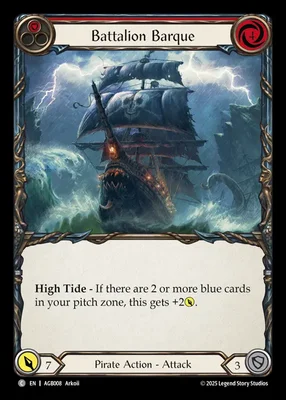 Battalion Barque
High Tide - If there are 2 or more blue cards
in your pitch zone, this gets +2
7
Pirate Action - Attack
3
C EN | AGB008 Arkoii
© 2025 Legend Story Studios